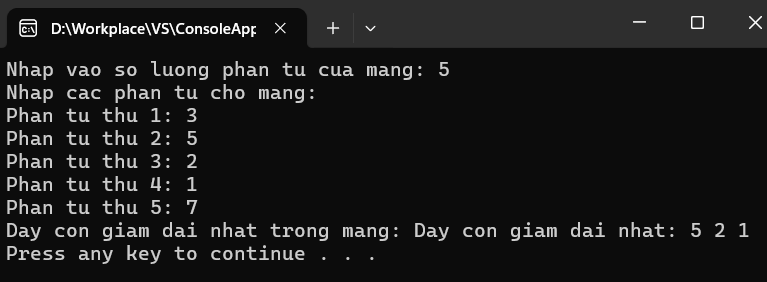 D:\Workplace\VS\ConsoleApp
Nhap vao so luong phan tu cua mang: 5
Nhap cac phan tu cho mang:
Phan tu thu 1: 3
Phan tu thu 2: 5
Phan tu thu 3: 2
Phan tu thu 4: 1
Phan tu thu 5: 7
Day con giam dai nhat trong mang: Day con giam dai nhat: 5 2 1
Press any key to continue . . .